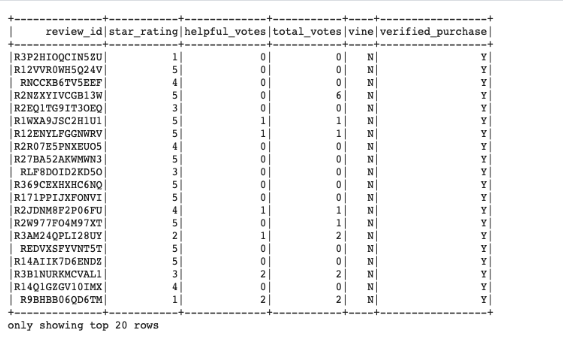 +--------------+-----------+-------------+-----------+----+-----------------+
|     review_id|star_rating|helpful_votes|total_votes|vine|verified_purchase|
+--------------+-----------+-------------+-----------+----+-----------------+
|R3P2HIOQCIN5ZU|          1|            0|          0|   N|                Y|
|R12VVR0WH5Q24V|          5|            0|          0|   N|                Y|
| RNCCKB6TV5EEF|          4|            0|          0|   N|                Y|
|R2NZXYIVCGB13W|          5|            0|          6|   N|                Y|
|R2EQ1TG9IT3OEQ|          3|            0|          0|   N|                Y|
|R1WXA9JSC2H1U1|          5|            1|          1|   N|                Y|
|R12ENYLFGGNWRV|          5|            1|          1|   N|                Y|
|R2R07E5PNXEUO5|          4|            0|          0|   N|                Y|
|R27BA52AKWMWN3|          5|            0|          0|   N|                Y|
| RLF8DOID2KD5O|          3|            0|          0|   N|                Y|
|R369CEXHXHC6NQ|          5|            0|          0|   N|                Y|
|R171PPIJXFONVI|          5|            0|          0|   N|                Y|
|R2JDNM8F2P06FU|          4|            1|          1|   N|                Y|
|R2W977FO4M97XT|          5|            0|          1|   N|                Y|
|R3AM24QPLI28UY|          2|            1|          2|   N|                Y|
| REDVXSFYVNT5T|          5|            0|          0|   N|                Y|
|R14AIIK7D6ENDZ|          5|            0|          0|   N|                Y|
|R3B1NURKMCVAL1|          3|            2|          2|   N|                Y|
|R14Q1GZGV10IMX|          4|            0|          0|   N|                Y|
| R9BHBB06QD6TM|          1|            2|          2|   N|                Y|
+--------------+-----------+-------------+-----------+----+-----------------+
only showing top 20 rows